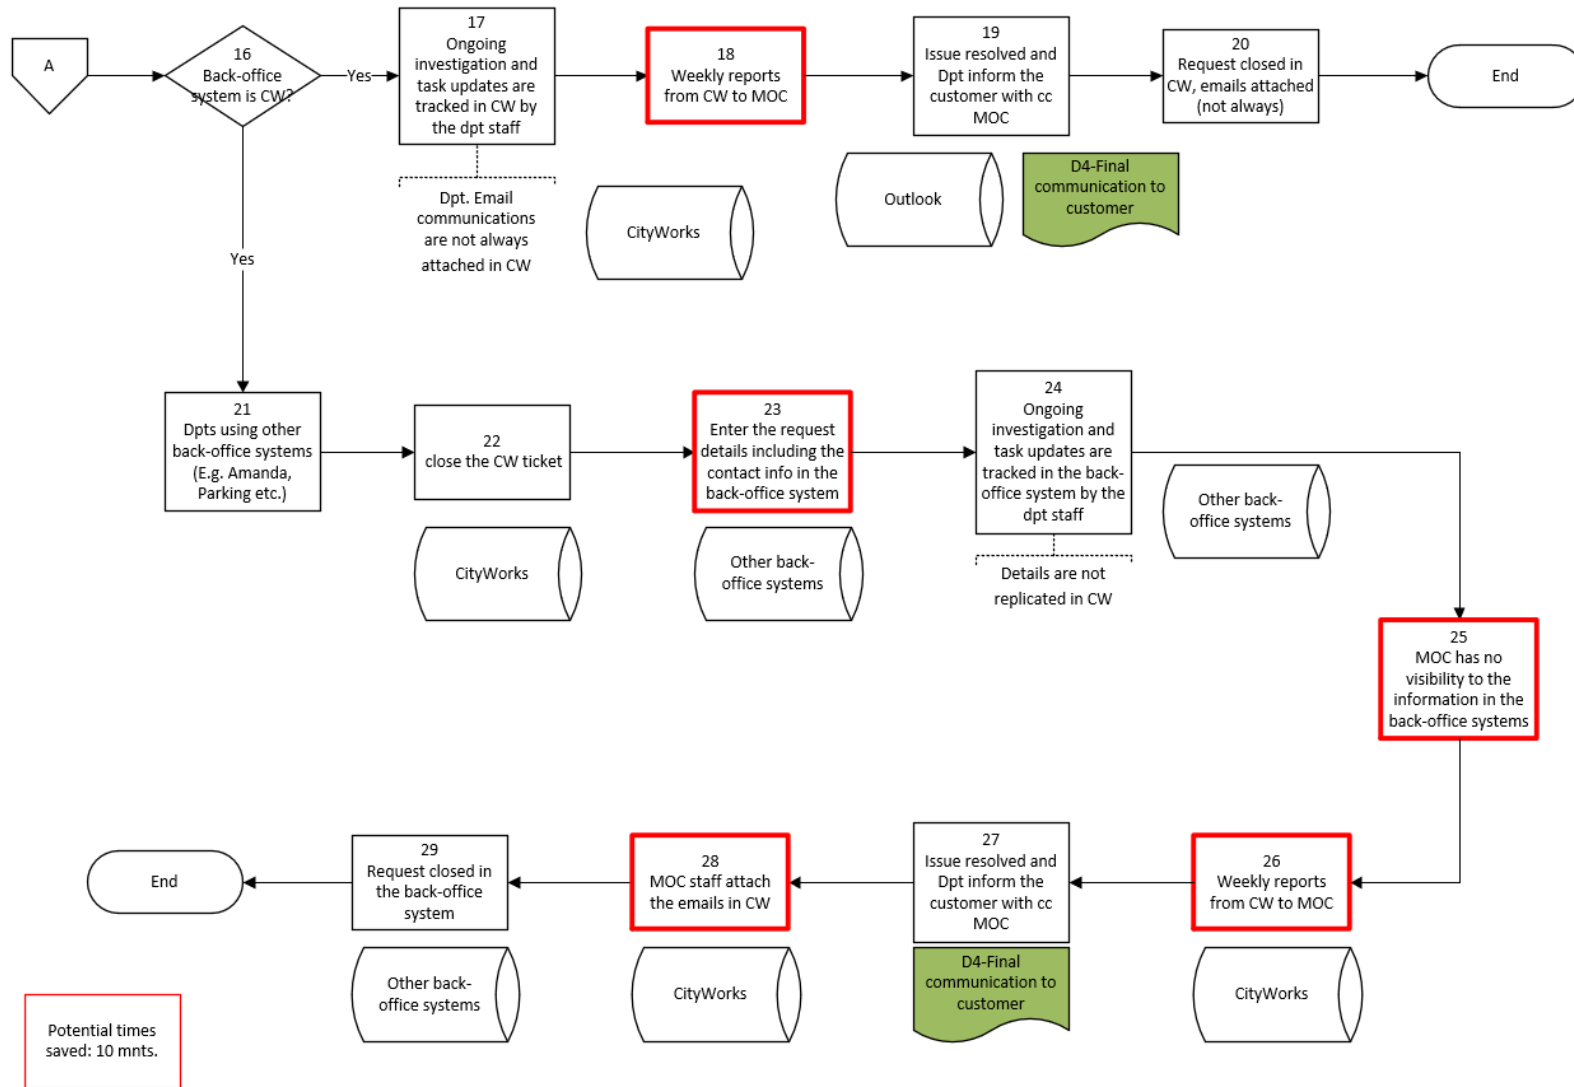 A
16
Back-office
system is CW?
Yes
17
Ongoing
investigation and
task updates are
tracked in CW by
the dpt staff
18
Weekly reports
from CW to MOC
19
Issue resolved and
Dpt inform the
customer with cc
MOC
20
Request closed in
CW, emails attached
(not always)
End
Dpt. Email
communications
are not always
attached in CW
CityWorks
Outlook
D4-Final
communication to
customer
Yes
21
Dpts using other
back-office systems
(E.g. Amanda,
Parking etc.)
22
close the CW ticket
23
Enter the request
details including the
contact info in the
back-office system
24
Ongoing
investigation and
task updates are
tracked in the back-
office system by the
dpt staff
CityWorks
Other back-
office systems
Details are not
replicated in CW
Other back-
office systems
25
MOC has no
visibility to the
information in the
back-office systems
End
29
Request closed in
the back-office
system
28
MOC staff attach
the emails in CW
27
Issue resolved and
Dpt inform the
customer with cc
MOC
26
Weekly reports
from CW to MOC
Other back-
office systems
CityWorks
D4-Final
communication to
customer
CityWorks
Potential times
saved: 10 mnts.